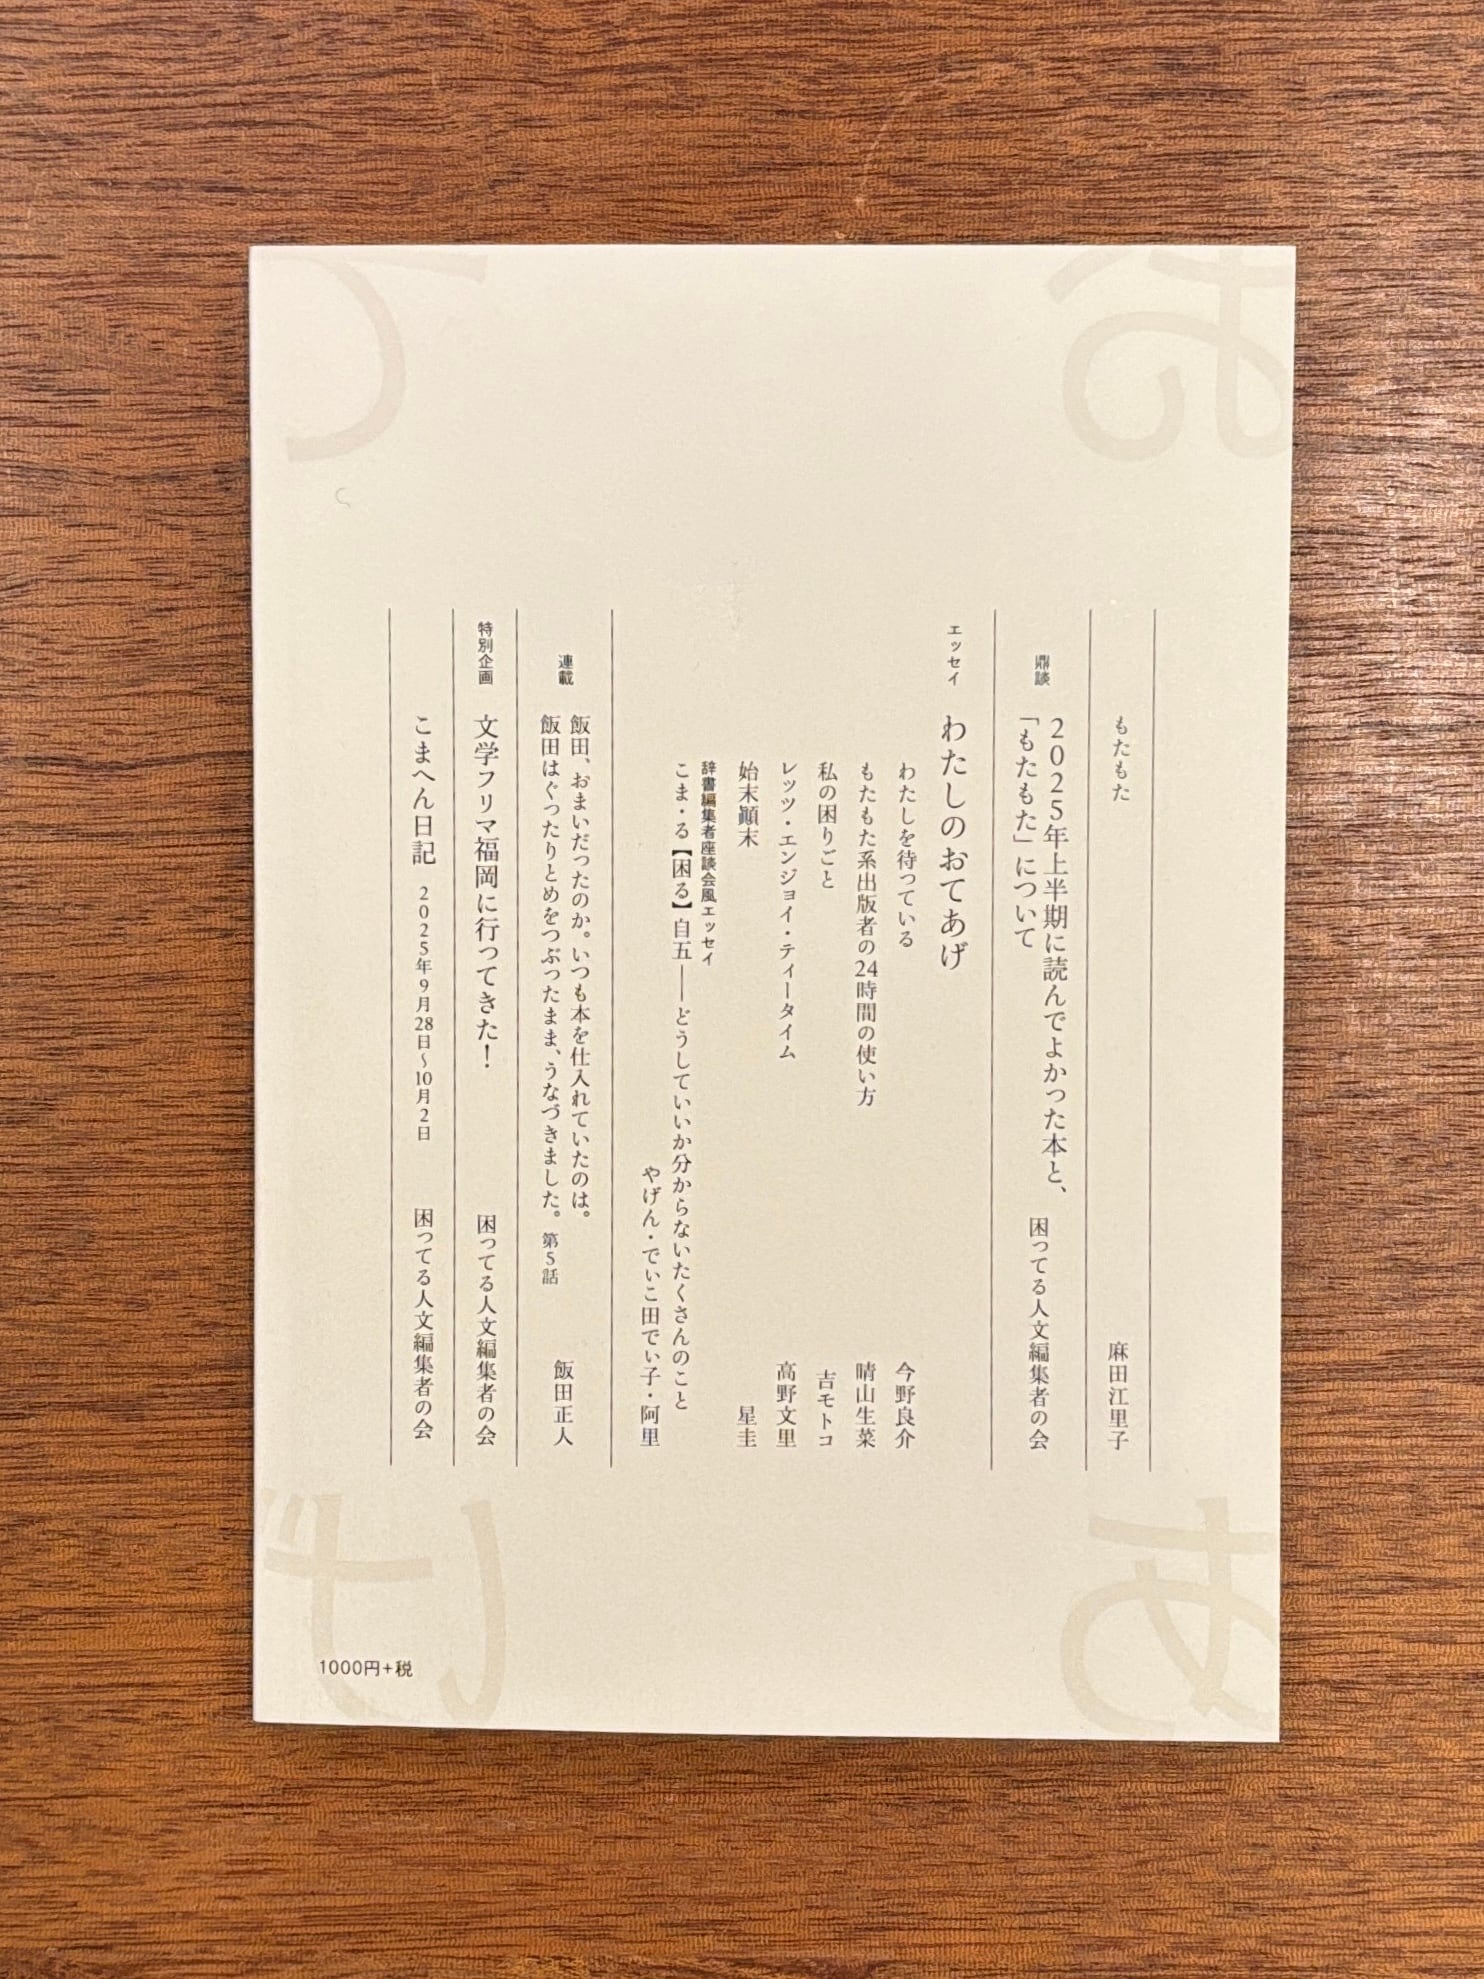 もたもた
麻田江里子
鼎談
2025年上半期に読んでよかった本と、
「もたもた」について
困ってる人文編集者の会
エッセイ
わたしのおてあげ
わたしを待っている
今野良介
もたもた系出版者の24時間の使い方
晴山生菜
私の困りごと
吉モトコ
レッツ・エンジョイ・ティータイム
高野文里
始末顚末
星圭
辞書編集者座談会風エッセイ
こま・る【困る】自五――どうしていいか分からないたくさんのこと
やげん・でぃこ田でぃ子・阿里
連載
飯田、おまいだったのか。いつも本を仕入れていたのは。
飯田はぐったりとめをつぶったまま、うなづきました。 第5話
飯田正人
特別企画
文学フリマ福岡に行ってきた!
困ってる人文編集者の会
こまへん日記 2025年9月28日〜10月2日
困ってる人文編集者の会
お
て
あ
げ
1000円+税